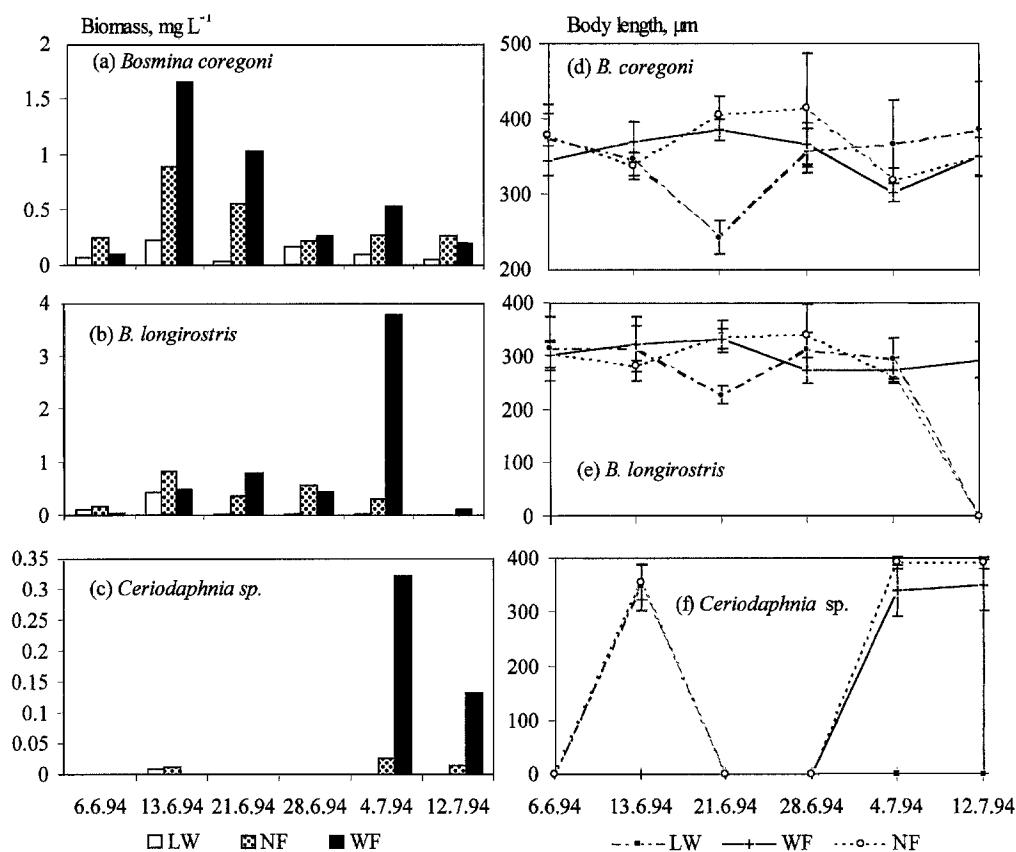 Biomass, mg L⁻¹
2
1.5
1
0.5
0
(a) Bosmina coregoni
4
3
2
1
0
(b) B. longirostris
0.35
0.3
0.25
0.2
0.15
0.1
0.05
0
(c) Ceriodaphnia sp.
6.6.94 13.6.94 21.6.94 28.6.94 4.7.94 12.7.94
LW NF WF
Body length, μm
500
400
300
200
(d) B. coregoni
400
300
200
100
0
(e) B. longirostris
400
300
200
100
0
(f) Ceriodaphnia sp.
6.6.94 13.6.94 21.6.94 28.6.94 4.7.94 12.7.94
LW WF NF